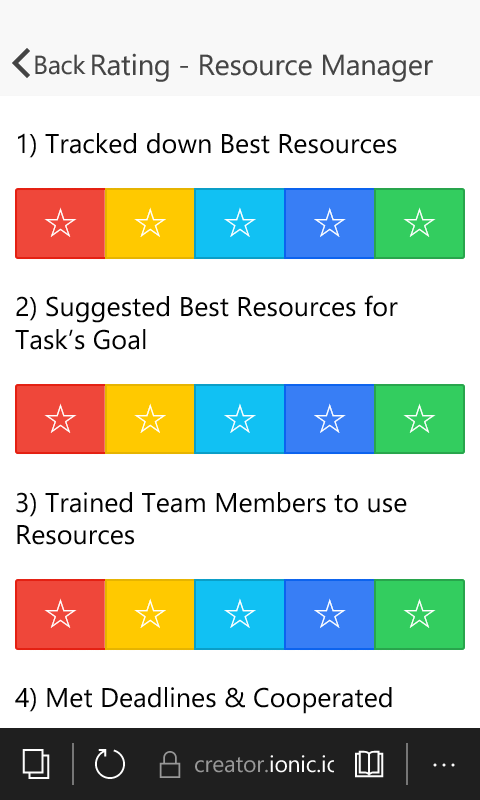 Back Rating - Resource Manager
1) Tracked down Best Resources
2) Suggested Best Resources for
Task's Goal
3) Trained Team Members to use
Resources
4) Met Deadlines & Cooperated
creator.ionic.ic